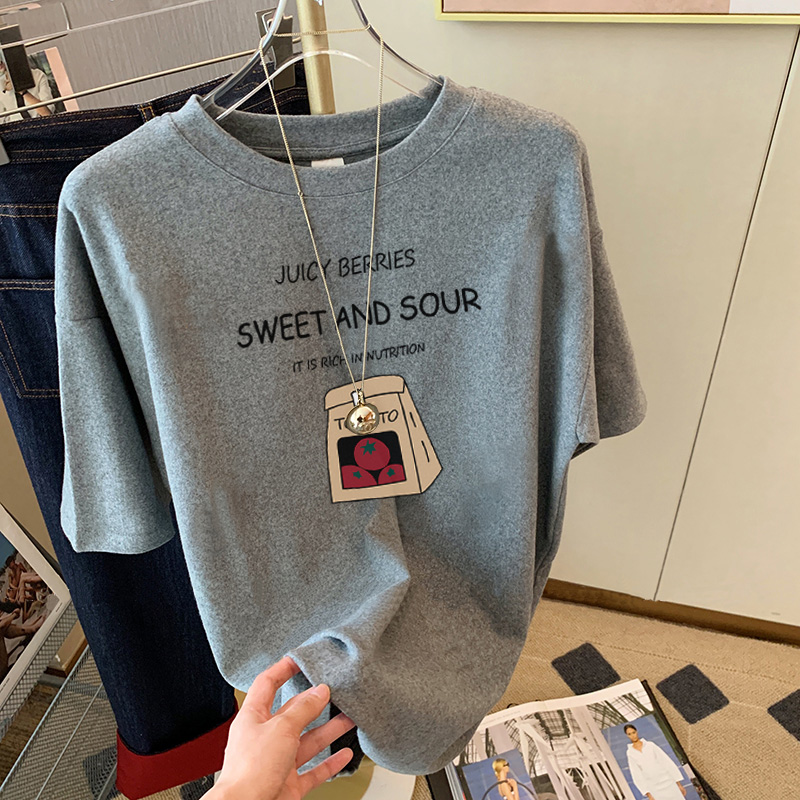 JUICY BERRIES
SWEET AND SOUR
IT IS RICH IN NUTRITION